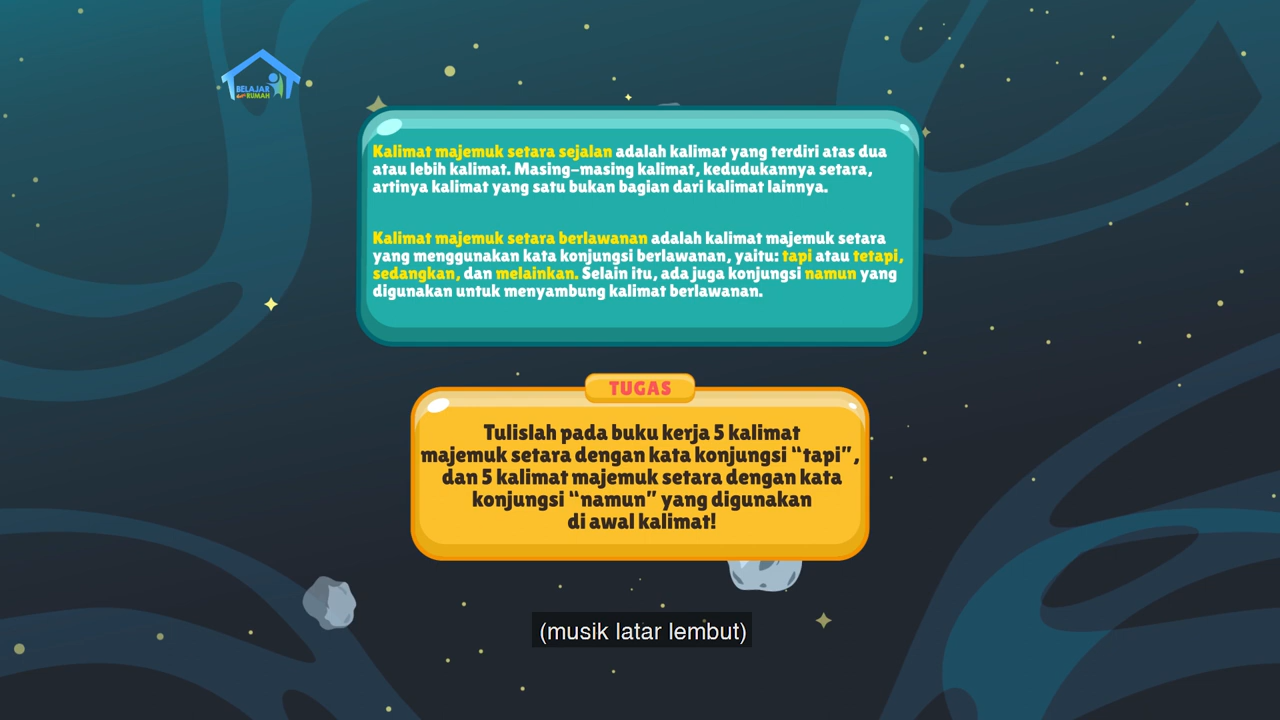 BELAJAR
dari RUMAH
Kalimat majemuk setara sejalan adalah kalimat yang terdiri atas dua
atau lebih kalimat. Masing-masing kalimat, kedudukannya setara,
artinya kalimat yang satu bukan bagian dari kalimat lainnya.
Kalimat majemuk setara berlawanan adalah kalimat majemuk setara
yang menggunakan kata konjungsi berlawanan, yaitu: tapi atau tetapi,
sedangkan, dan melainkan. Selain itu, ada juga konjungsi namun yang
digunakan untuk menyambung kalimat berlawanan.
TUGAS
Tulislah pada buku kerja 5 kalimat
majemuk setara dengan kata konjungsi “tapi”,
dan 5 kalimat majemuk setara dengan kata
konjungsi “namun” yang digunakan
di awal kalimat!
(musik latar lembut)